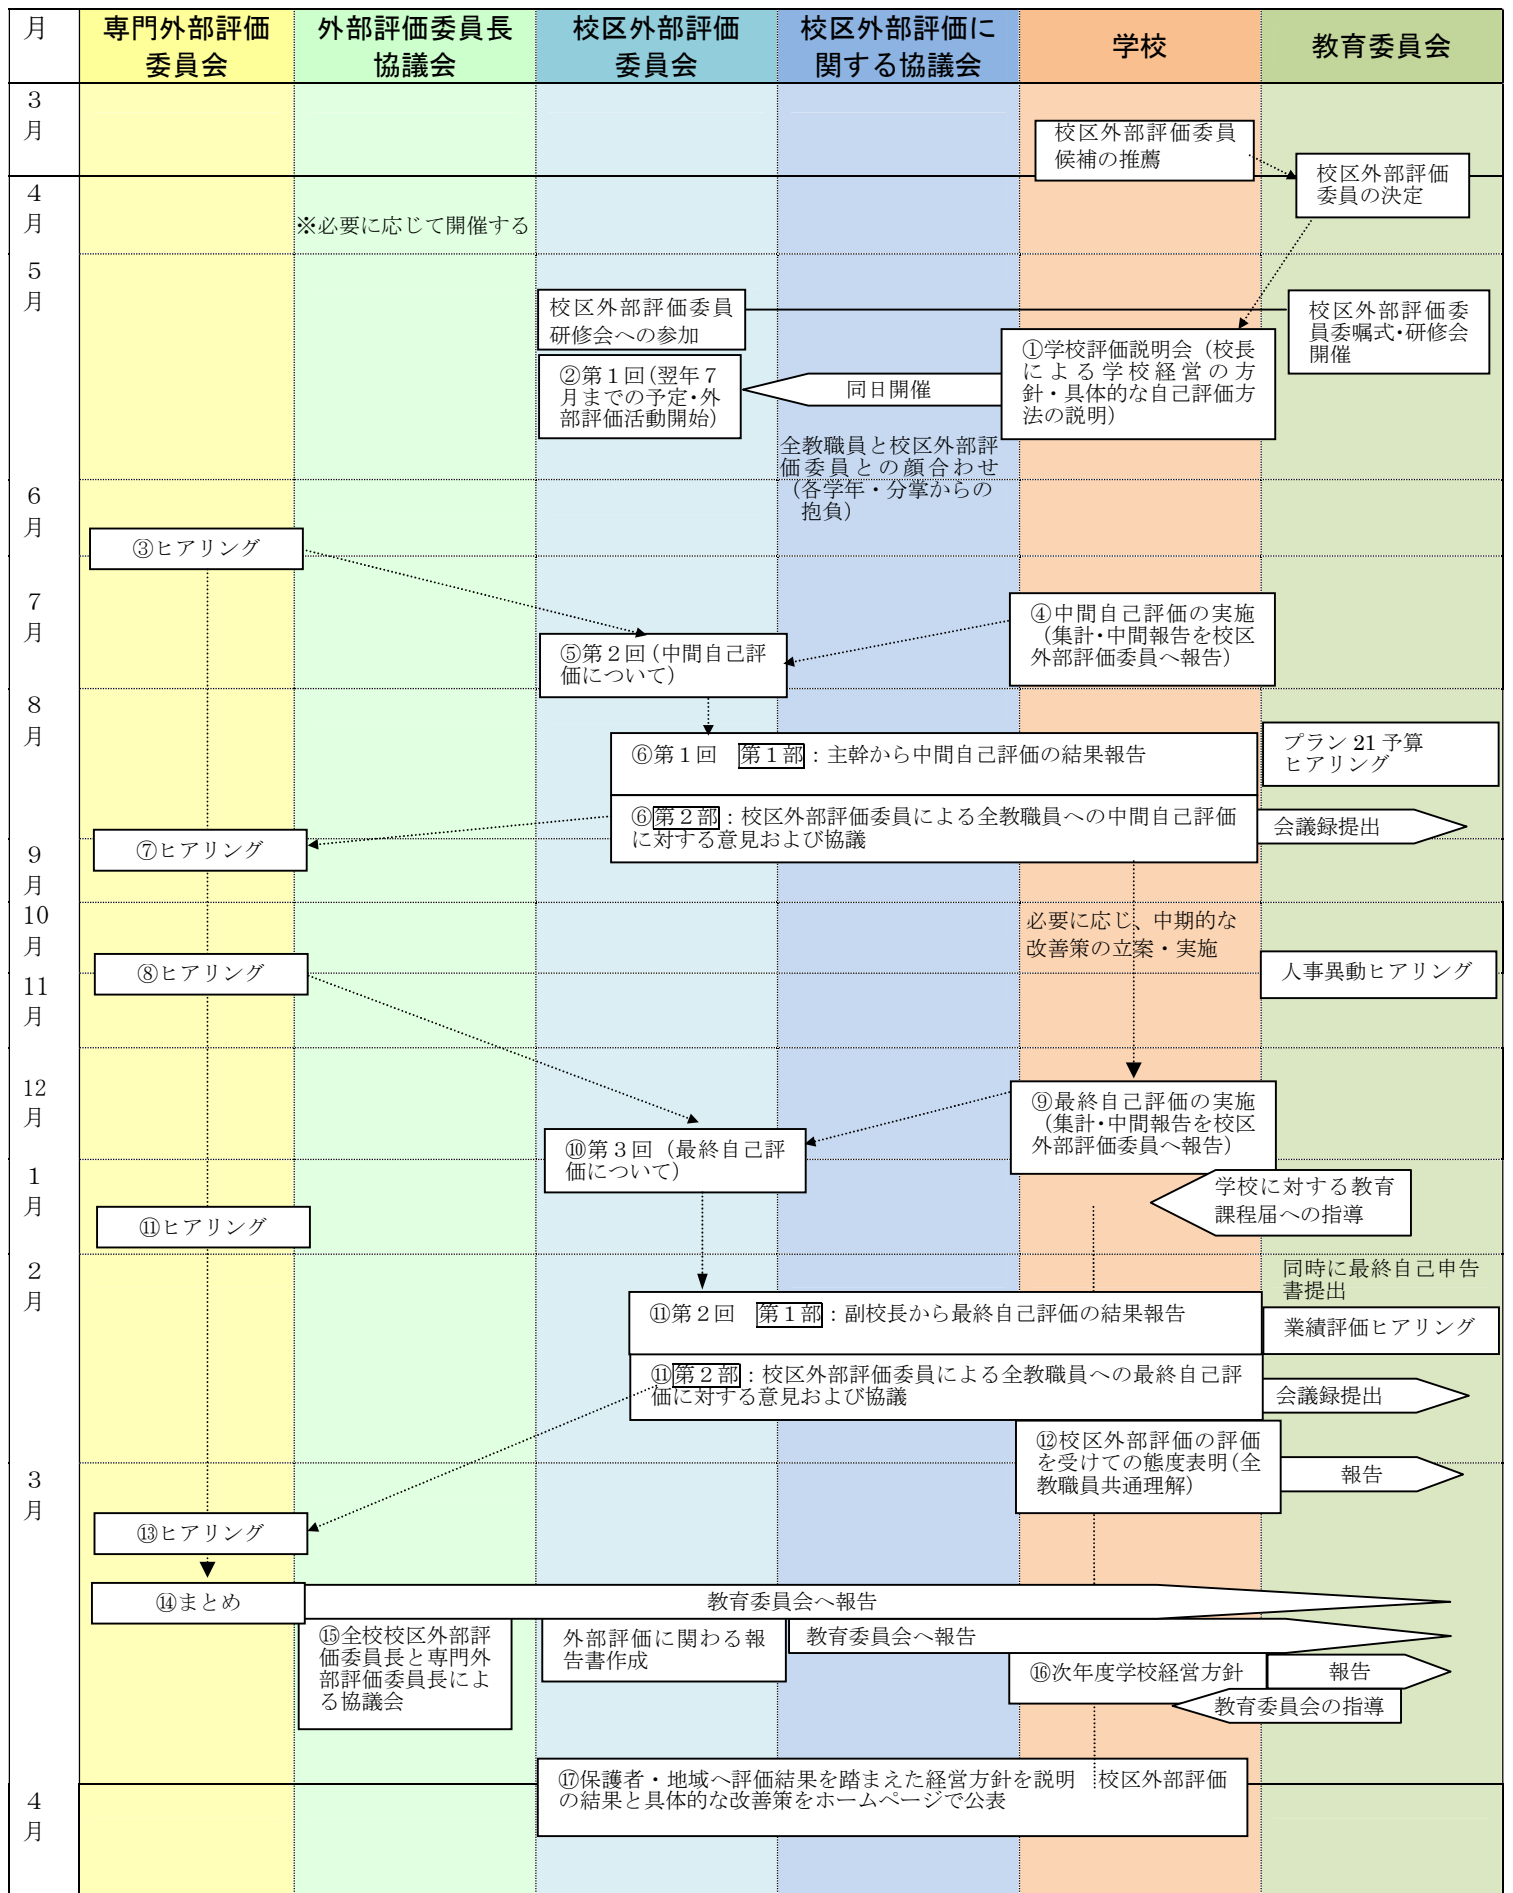 月
専門外部評価
委員会
外部評価委員長
協議会
校区外部評価
委員会
校区外部評価に
関する協議会
学校
教育委員会
3
月
校区外部評価委員
候補の推薦
校区外部評価
委員の決定
4
月
※必要に応じて開催する
5
月
校区外部評価委員
研修会への参加
校区外部評価委
員委嘱式・研修会
開催
①学校評価説明会（校長
による学校経営の方
針・具体的な自己評価方
法の説明）
②第１回（翌年７
月までの予定・外
部評価活動開始）
同日開催
全教職員と校区外部評
価委員との顔合わせ
（各学年・分掌からの
抱負）
6
月
③ヒアリング
7
月
④中間自己評価の実施
（集計・中間報告を校区
外部評価委員へ報告）
⑤第２回（中間自己評
価について）
8
月
⑥第１回　第１部：主幹から中間自己評価の結果報告
プラン 21 予算
ヒアリング
⑥第２部：校区外部評価委員による全教職員への中間自己評価
に対する意見および協議
会議録提出
⑦ヒアリング
9
月
10
月
必要に応じ、中期的な
改善策の立案・実施
⑧ヒアリング
人事異動ヒアリング
11
月
12
月
⑨最終自己評価の実施
（集計・中間報告を校区
外部評価委員へ報告）
⑩第３回（最終自己評
価について）
1
月
学校に対する教育
課程届への指導
⑪ヒアリング
2
月
同時に最終自己申告
書提出
⑪第２回　第１部：副校長から最終自己評価の結果報告
業績評価ヒアリング
⑪第２部：校区外部評価委員による全教職員への最終自己評
価に対する意見および協議
会議録提出
⑫校区外部評価の評価
を受けての態度表明（全
教職員共通理解）
報告
3
月
⑬ヒアリング
⑭まとめ
教育委員会へ報告
⑮全校校区外部評
価委員長と専門外
部評価委員長によ
る協議会
外部評価に関わる報
告書作成
教育委員会へ報告
⑯次年度学校経営方針
報告
教育委員会の指導
⑰保護者・地域へ評価結果を踏まえた経営方針を説明　校区外部評価
の結果と具体的な改善策をホームページで公表
4
月